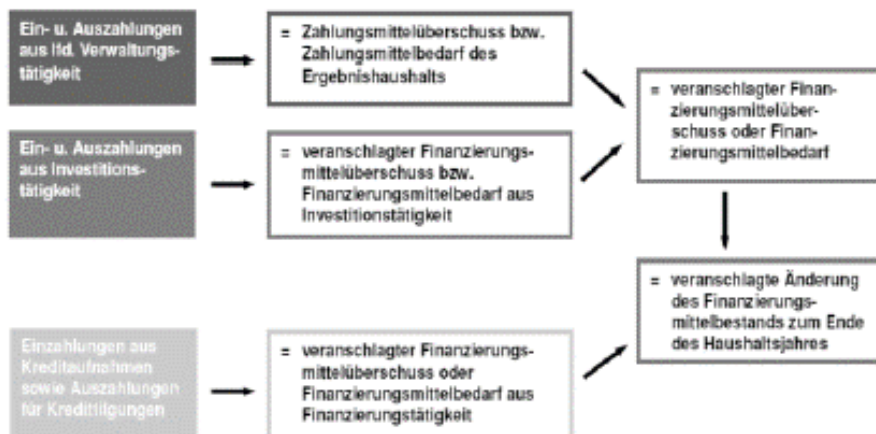 Ein- u. Auszahlungen
aus lfd. Verwaltungs-
tätigkeit
= Zahlungsmittelüberschuss bzw.
Zahlungsmittelbedarf des
Ergebnishaushalts
= veranschlagter Finan-
zierungsmittelüber-
schuss oder Finan-
zierungsmittelbedarf
Ein- u. Auszahlungen
aus Investitions-
tätigkeit
= veranschlagter Finanzierungs-
mittelüberschuss bzw.
Finanzierungsmittelbedarf aus
Investitionstätigkeit
= veranschlagte Änderung
des Finanzierungs-
mittelbestands zum Ende
des Haushaltsjahres
Einzahlungen aus
Kreditaufnahmen
sowie Auszahlungen
für Kredittilgungen
= veranschlagter Finanzierungs-
mittelüberschuss oder
Finanzierungsmittelbedarf aus
Finanzierungstätigkeit